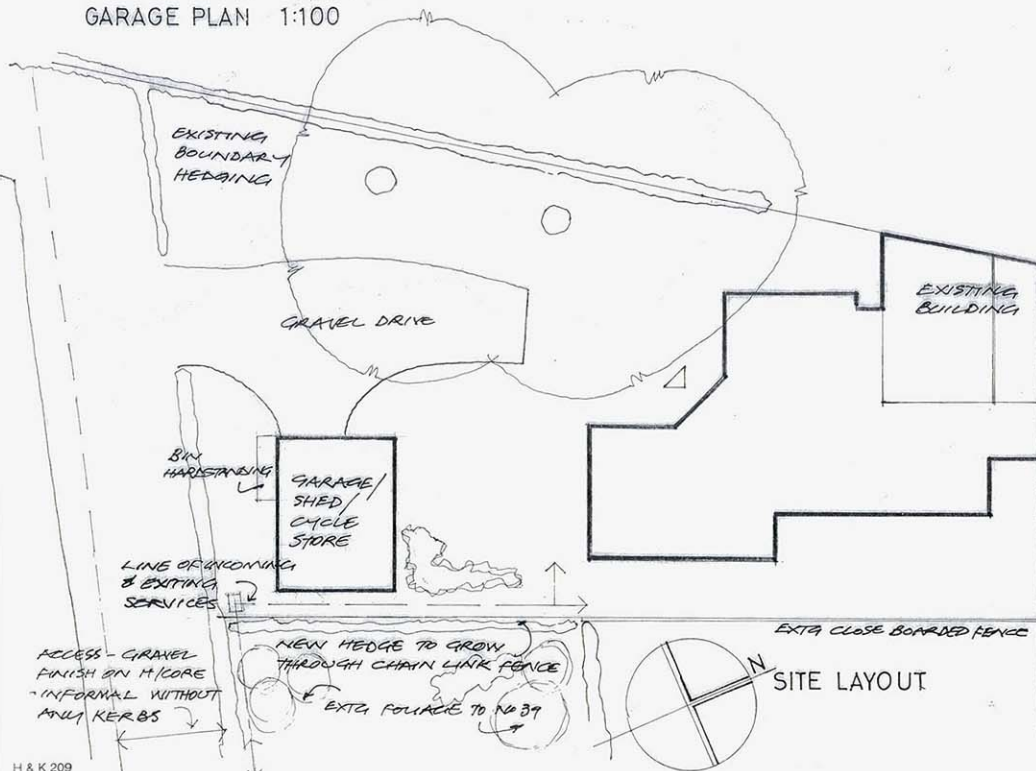 GARAGE PLAN 1:100
EXISTING
BOUNDARY
HEDGING
EXISTING
BUILDING
GRAVEL DRIVE
BIN
HARDSTANDING
GARAGE/
SHED/
CYCLE
STORE
LINE OF INCOMING
& EXITING
SERVICES
EXTG CLOSE BOARDED FENCE
NEW HEDGE TO GROW
THROUGH CHAIN LINK FENCE
ACCESS - GRAVEL
FINISH ON H/CORE
- INFORMAL WITHOUT
ANY KERBS
EXTG FOLIAGE TO No 39
N
SITE LAYOUT
H & K 209